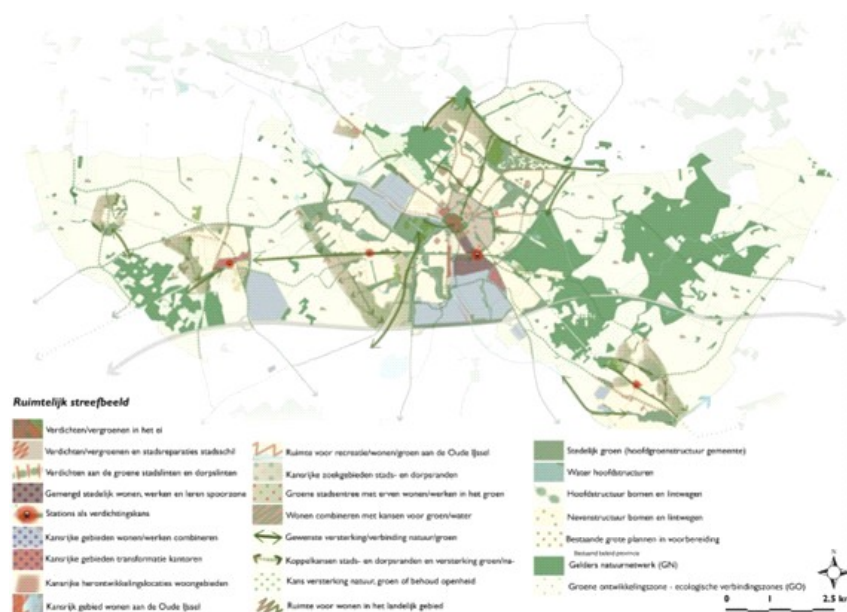 Ruimtelijk streefbeeld
Verdichten/vergroenen in het ei
Verdichten/vergroenen en stadsreparaties stadsschil
Verdichten aan de groene stadslinten en dorpslinten
Gemengd stedelijk wonen, werken en leren spoorzone
Stations als verdichtingskans
Kansrijke gebieden wonen/werken combineren
Kansrijke gebieden transformatie kantoren
Kansrijke herontwikkelingslocaties woongebieden
Kansrijk gebied wonen aan de Oude IJssel
Ruimte voor recreatie/wonen/groen aan de Oude IJssel
Kansrijke zoekgebieden stads- en dorpsranden
Groene stadsentree met erven wonen/werken in het groen
Wonen combineren met kansen voor groen/water
Gewenste versterking/verbinding natuur/groen
Koppelkansen stads- en dorpsranden en versterking groen/na-
Kans versterking natuur, groen of behoud openheid
Ruimte voor wonen in het landelijk gebied
Stedelijk groen (hoofdgroenstructuur gemeente)
Water hoofdstructuren
Hoofdstructuur bomen en lintwegen
Nevenstructuur bomen en lintwegen
Bestaande grote plannen in voorbereiding
Bestaand beleid provincie
Gelders natuurnetwerk (GN)
Groene ontwikkelingszone - ecologische verbindingszones (GO)
N
0 1 2.5 km